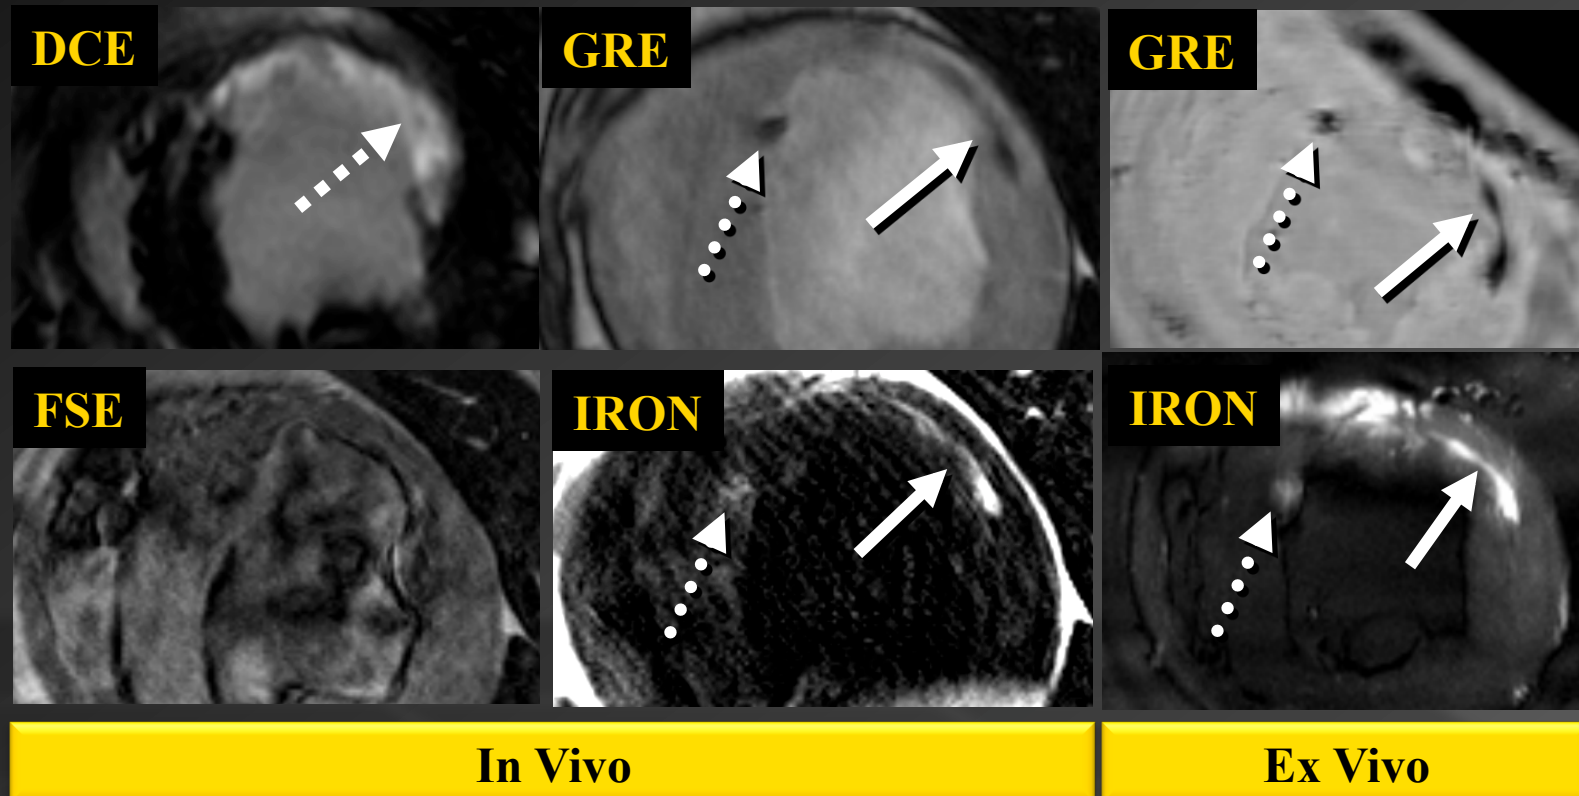 DCE
GRE
GRE
FSE
IRON
IRON
In Vivo
Ex Vivo